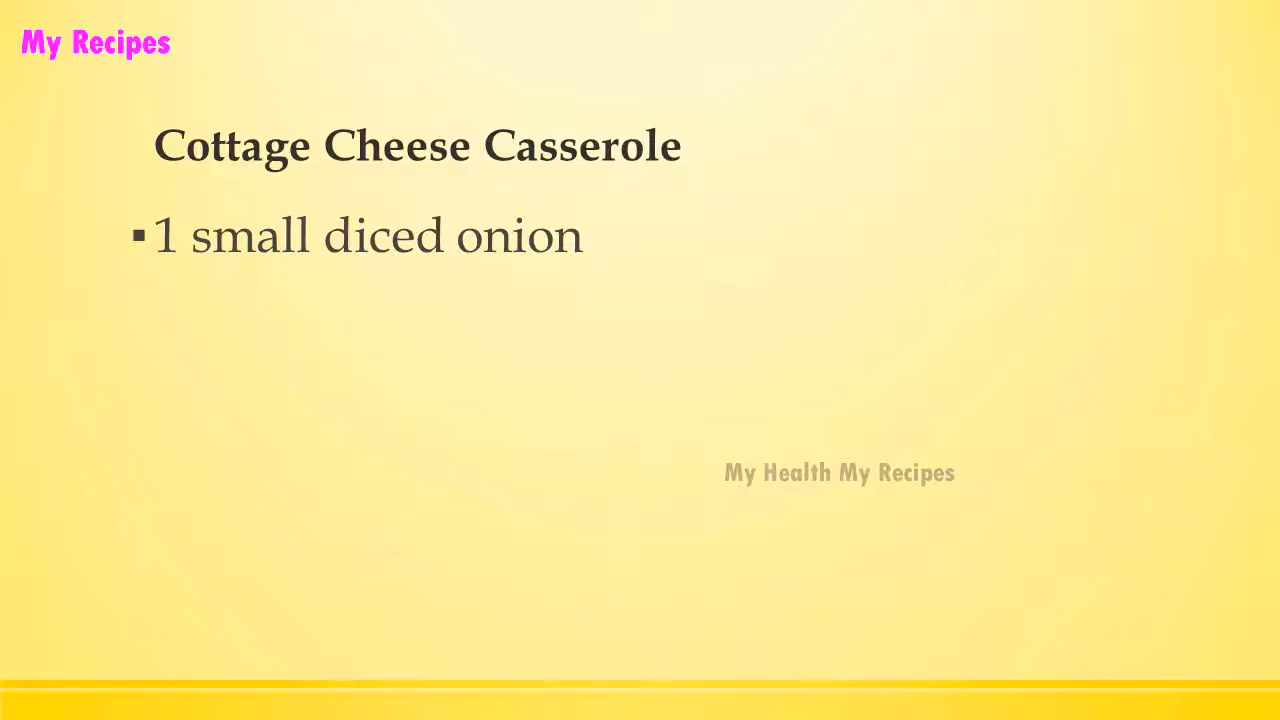 My Recipes
Cottage Cheese Casserole
▪ 1 small diced onion
My Health My Recipes